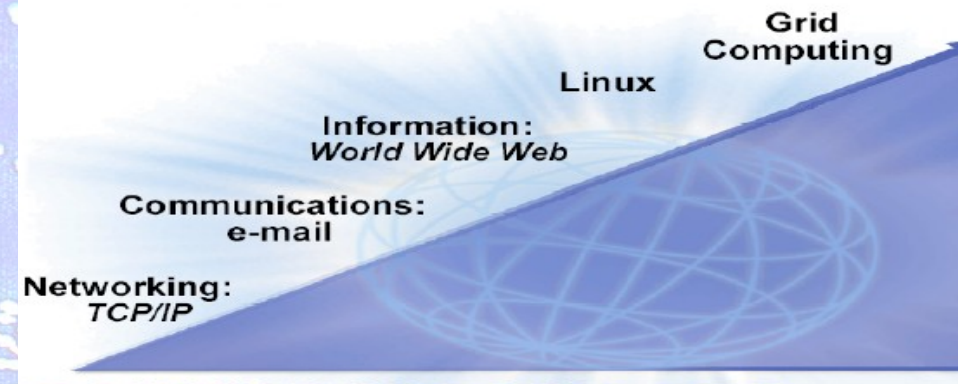 Grid
Computing
Linux
Information:
World Wide Web
Communications:
e-mail
Networking:
TCP/IP